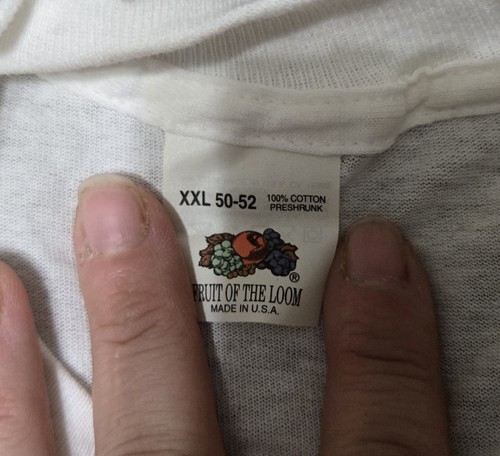 XXL 50-52 100% COTTON
PRESHRUNK
®
FRUIT OF THE LOOM
MADE IN U.S.A.